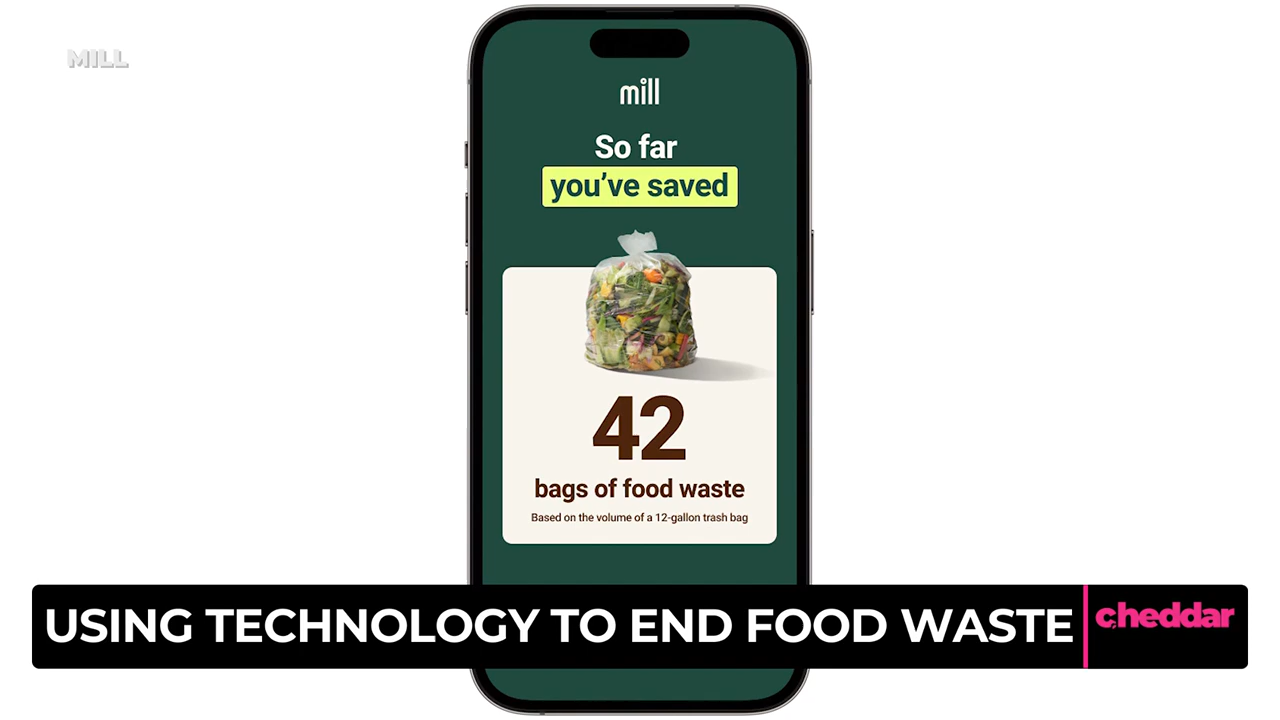 MILL
mill
So far
you've saved
42
bags of food waste
Based on the volume of a 12-gallon trash bag
USING TECHNOLOGY TO END FOOD WASTE
cheddar